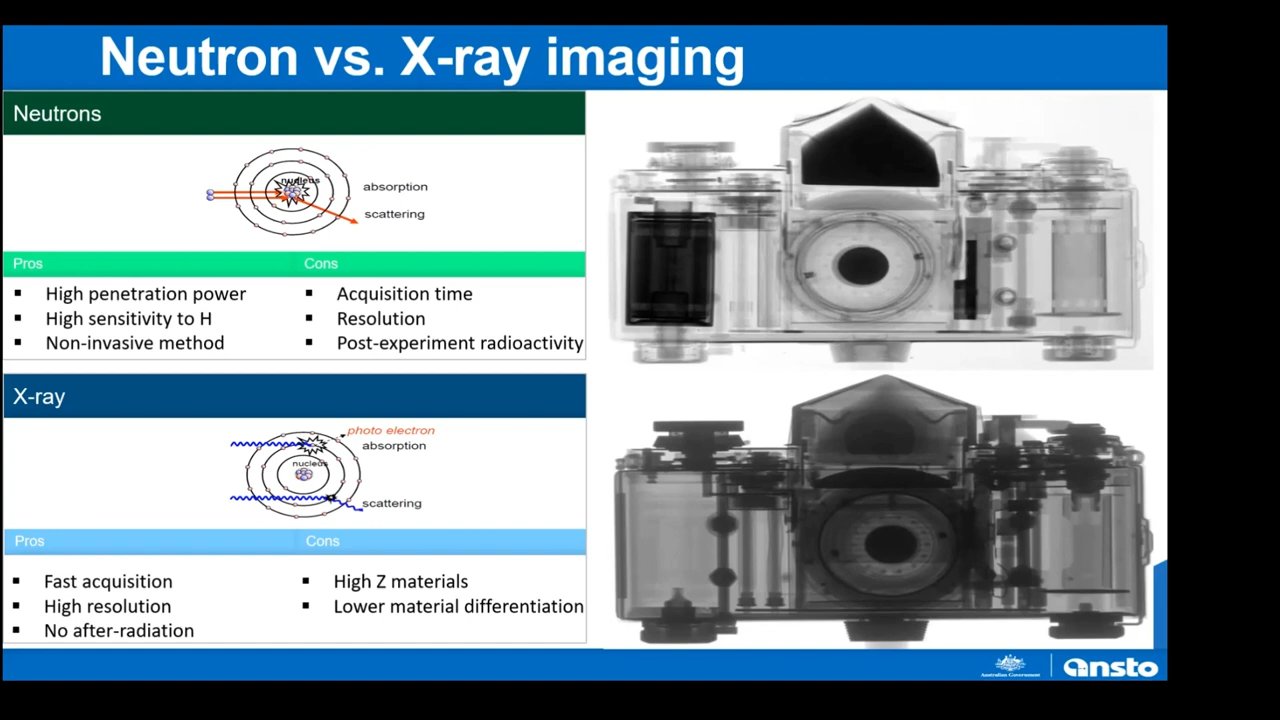 Neutron vs. X-ray imaging
Neutrons
nucleus
absorption
scattering
Pros
Cons
▪ High penetration power
▪ High sensitivity to H
▪ Non-invasive method
▪ Acquisition time
▪ Resolution
▪ Post-experiment radioactivity
X-ray
photo electron
absorption
nucleus
scattering
Pros
Cons
▪ Fast acquisition
▪ High resolution
▪ No after-radiation
▪ High Z materials
▪ Lower material differentiation
Australian Government
ansto